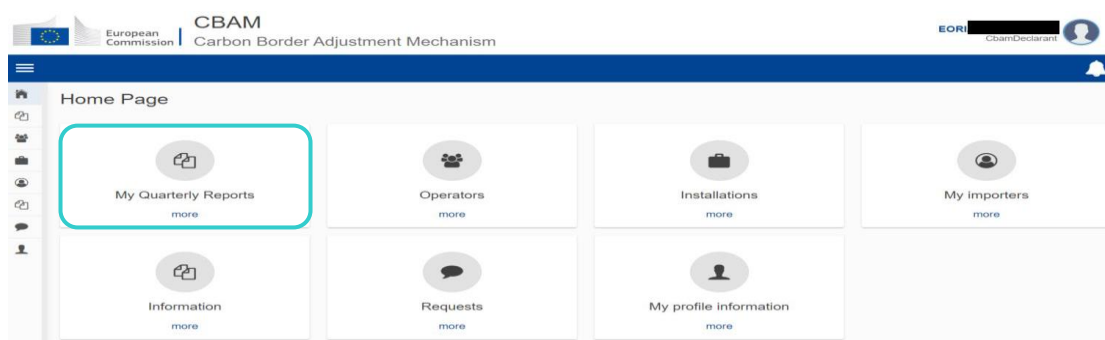 European
Commission
CBAM
Carbon Border Adjustment Mechanism
EORI
CbamDeclarant
Home Page
My Quarterly Reports
more
Operators
more
Installations
more
My importers
more
Information
more
Requests
more
My profile information
more